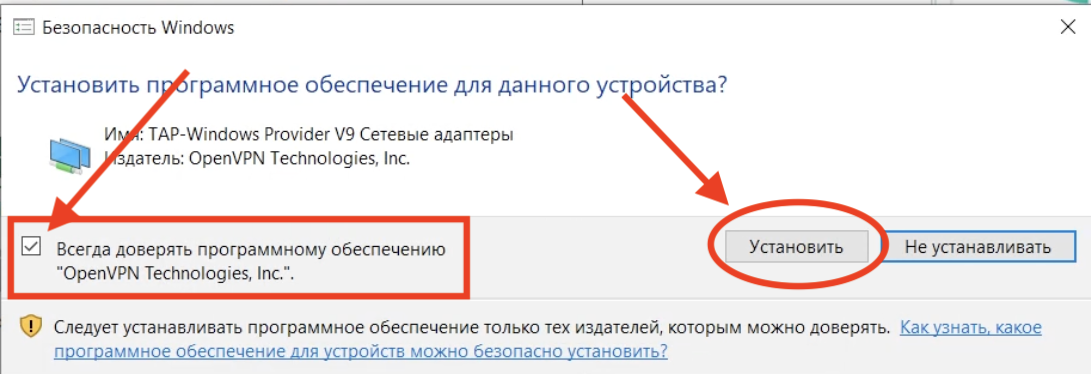 Безопасность Windows
Установить программное обеспечение для данного устройства?
Имя: TAP-Windows Provider V9 Сетевые адаптеры
Издатель: OpenVPN Technologies, Inc.
Всегда доверять программному обеспечению
"OpenVPN Technologies, Inc.".
Установить
Не устанавливать
Следует устанавливать программное обеспечение только тех издателей, которым можно доверять. Как узнать, какое
программное обеспечение для устройств можно безопасно установить?